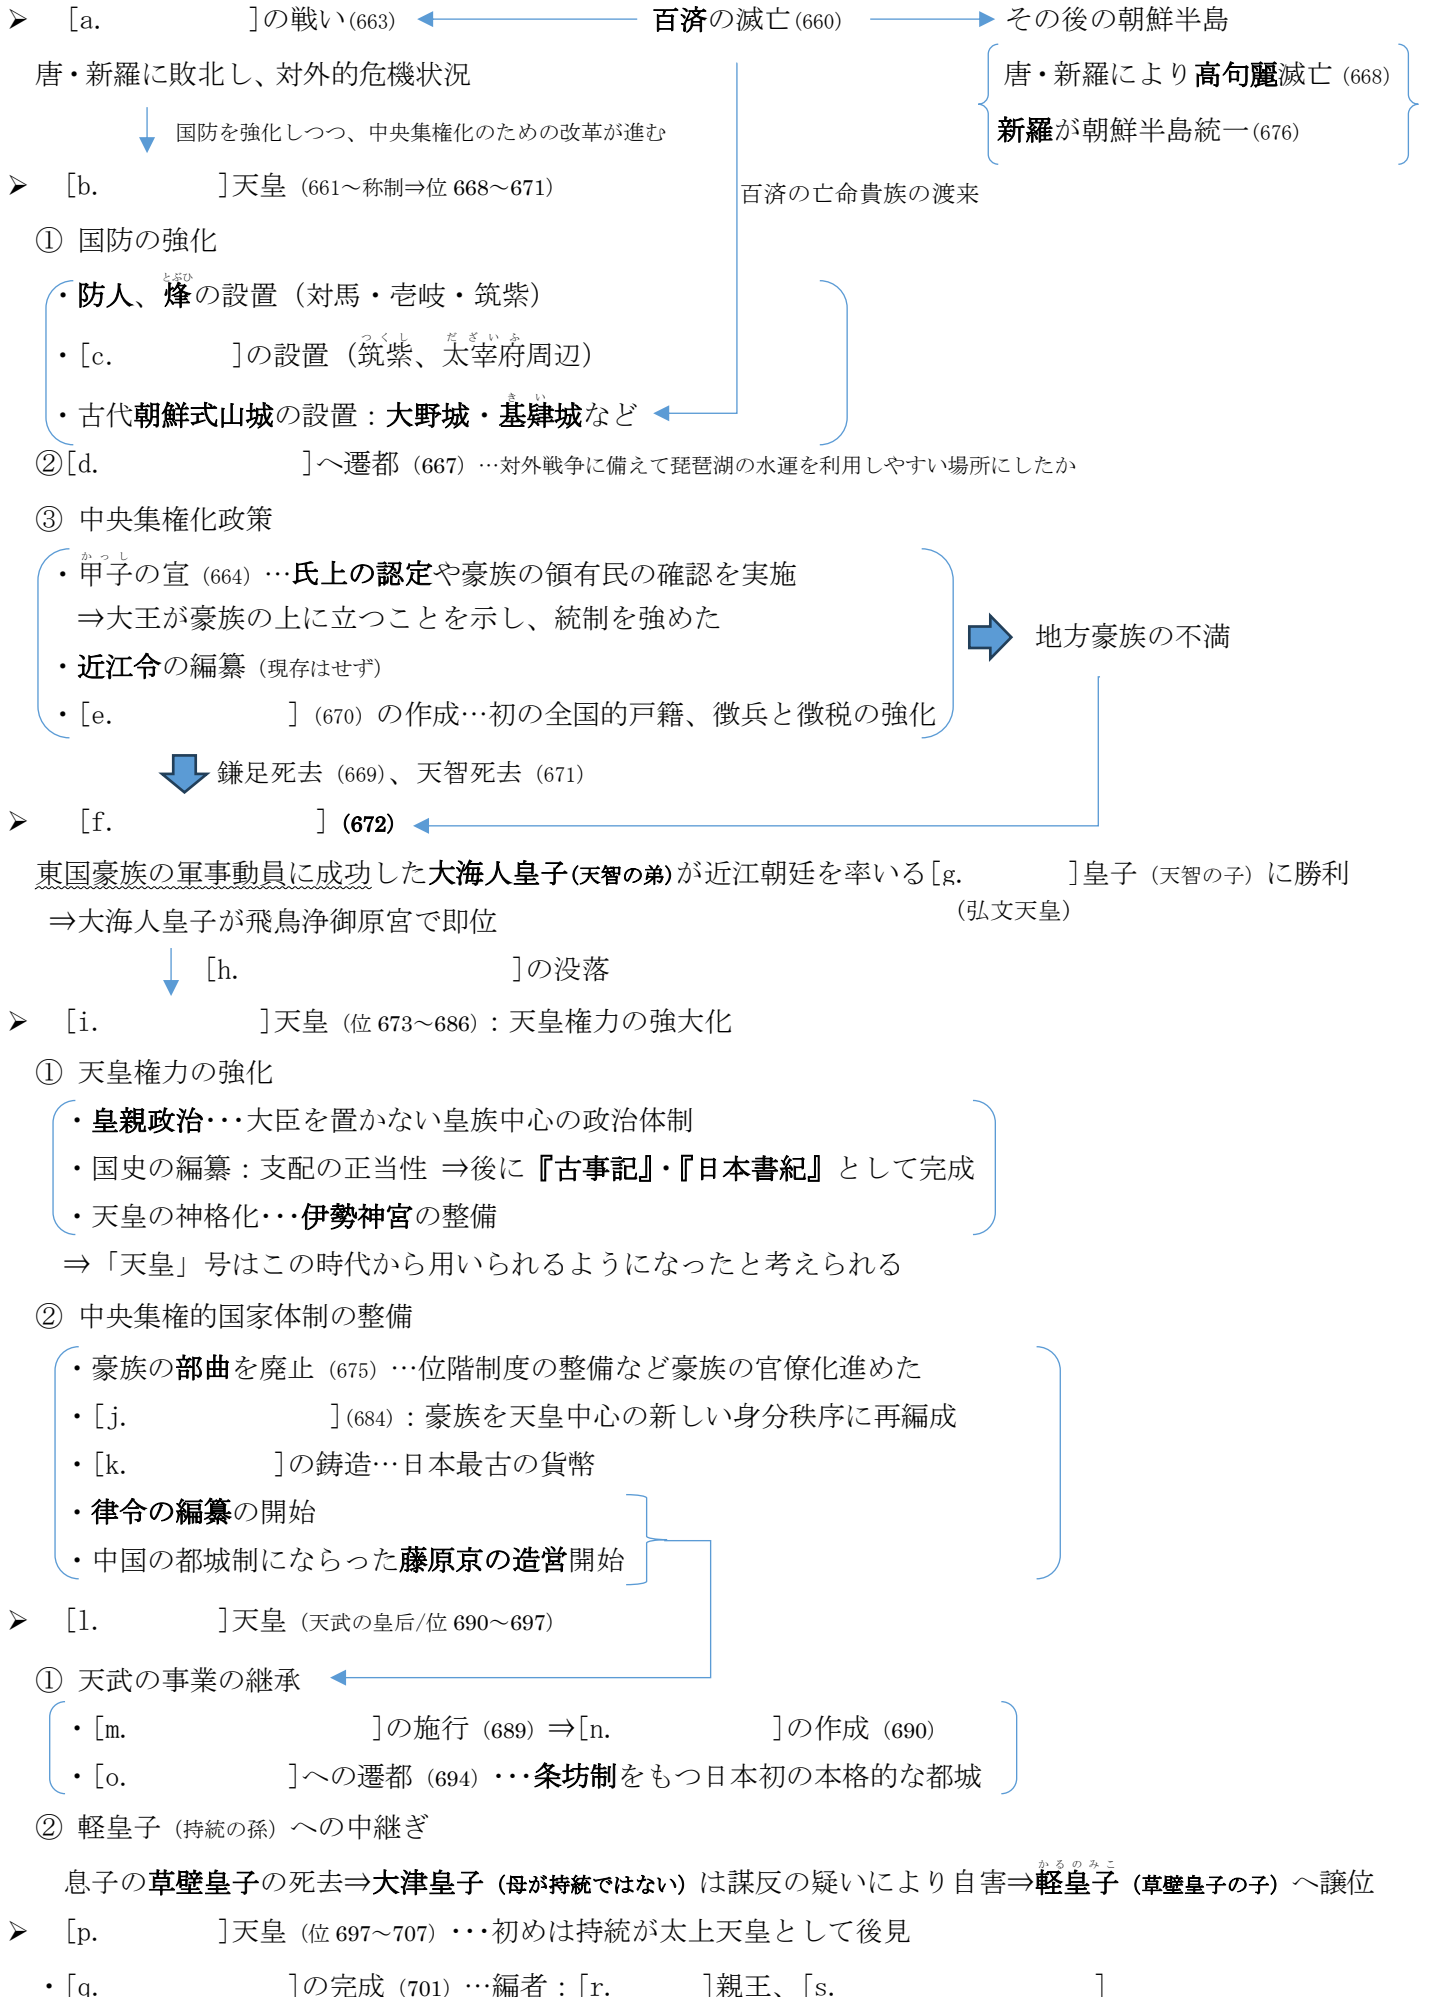 ➢ [a.　　　　　]の戦い(663)　百済の滅亡(660)　その後の朝鮮半島
唐・新羅に敗北し、対外的危機状況
唐・新羅により高句麗滅亡（668）
国防を強化しつつ、中央集権化のための改革が進む
新羅が朝鮮半島統一(676)
➢ [b.　　　　]天皇（661～称制⇒位 668～671）
百済の亡命貴族の渡来
① 国防の強化
とぶひ
・防人、烽の設置（対馬・壱岐・筑紫）
つくし　だざいふ
・[c.　　　　]の設置（筑紫、太宰府周辺）
きい
・古代朝鮮式山城の設置：大野城・基肄城など
②[d.　　　　　　　]へ遷都（667）…対外戦争に備えて琵琶湖の水運を利用しやすい場所にしたか
③ 中央集権化政策
かっし
・甲子の宣（664）…氏上の認定や豪族の領有民の確認を実施
⇒大王が豪族の上に立つことを示し、統制を強めた
地方豪族の不満
・近江令の編纂（現存はせず）
・[e.　　　　　　]（670）の作成…初の全国的戸籍、徴兵と徴税の強化
鎌足死去（669）、天智死去（671）
➢ [f.　　　　　　　]（672）
東国豪族の軍事動員に成功した大海人皇子(天智の弟)が近江朝廷を率いる[g.　　　　]皇子（天智の子）に勝利
（弘文天皇）
⇒大海人皇子が飛鳥浄御原宮で即位
[h.　　　　　　　　　　]の没落
➢ [i.　　　　　　]天皇（位 673～686）：天皇権力の強大化
① 天皇権力の強化
・皇親政治･･･大臣を置かない皇族中心の政治体制
・国史の編纂：支配の正当性 ⇒後に『古事記』・『日本書紀』として完成
・天皇の神格化･･･伊勢神宮の整備
⇒「天皇」号はこの時代から用いられるようになったと考えられる
② 中央集権的国家体制の整備
・豪族の部曲を廃止（675）…位階制度の整備など豪族の官僚化進めた
・[j.　　　　　　　](684)：豪族を天皇中心の新しい身分秩序に再編成
・[k.　　　　　]の鋳造…日本最古の貨幣
・律令の編纂の開始
・中国の都城制にならった藤原京の造営開始
➢ [l.　　　　]天皇（天武の皇后/位 690～697）
① 天武の事業の継承
・[m.　　　　　　　　　]の施行（689）⇒[n.　　　　　　]の作成（690）
・[o.　　　　　　]への遷都（694）･･･条坊制をもつ日本初の本格的な都城
② 軽皇子（持統の孫）への中継ぎ
かるのみこ
息子の草壁皇子の死去⇒大津皇子（母が持統ではない）は謀反の疑いにより自害⇒軽皇子（草壁皇子の子）へ譲位
➢ [p.　　　　]天皇（位 697～707）･･･初めは持統が太上天皇として後見
・[q.　　　　　　　]の完成（701）…編者：[r.　　　]親王、[s.　　　　　　　　　]